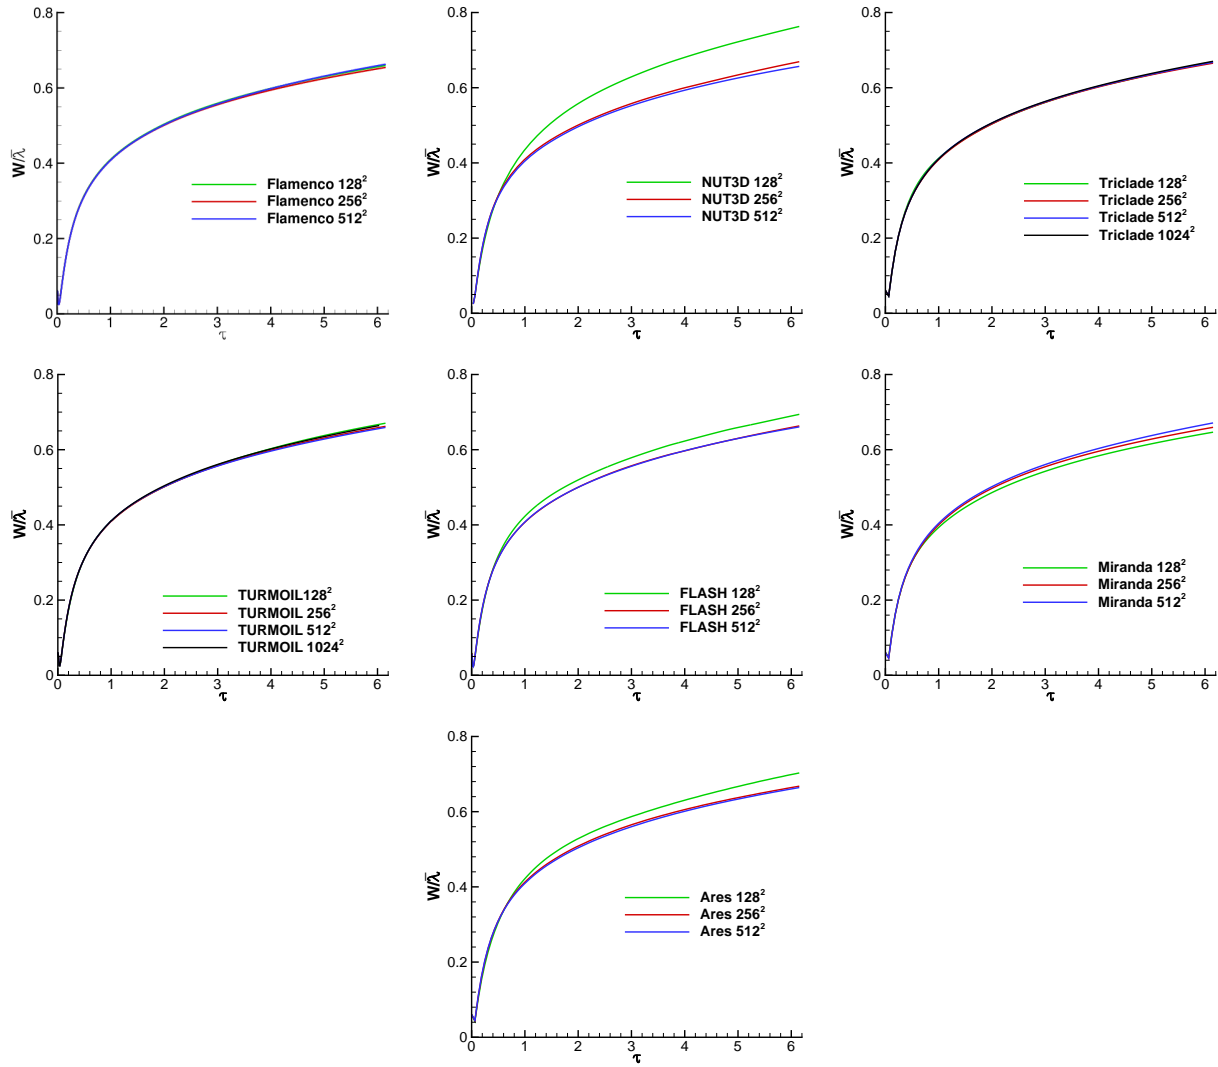 0.8
0.6
0.4
0.2
0
W/λ̄
Flamenco 128²
Flamenco 256²
Flamenco 512²
0 1 2 3 4 5 6
τ
0.8
0.6
0.4
0.2
0
W/λ̄
NUT3D 128²
NUT3D 256²
NUT3D 512²
0 1 2 3 4 5 6
τ
0.8
0.6
0.4
0.2
0
W/λ̄
Triclade 128²
Triclade 256²
Triclade 512²
Triclade 1024²
0 1 2 3 4 5 6
τ
0.8
0.6
0.4
0.2
0
W/λ̄
TURMOIL128²
TURMOIL 256²
TURMOIL 512²
TURMOIL 1024²
0 1 2 3 4 5 6
τ
0.8
0.6
0.4
0.2
0
W/λ̄
FLASH 128²
FLASH 256²
FLASH 512²
0 1 2 3 4 5 6
τ
0.8
0.6
0.4
0.2
0
W/λ̄
Miranda 128²
Miranda 256²
Miranda 512²
0 1 2 3 4 5 6
τ
0.8
0.6
0.4
0.2
0
W/λ̄
Ares 128²
Ares 256²
Ares 512²
0 1 2 3 4 5 6
τ